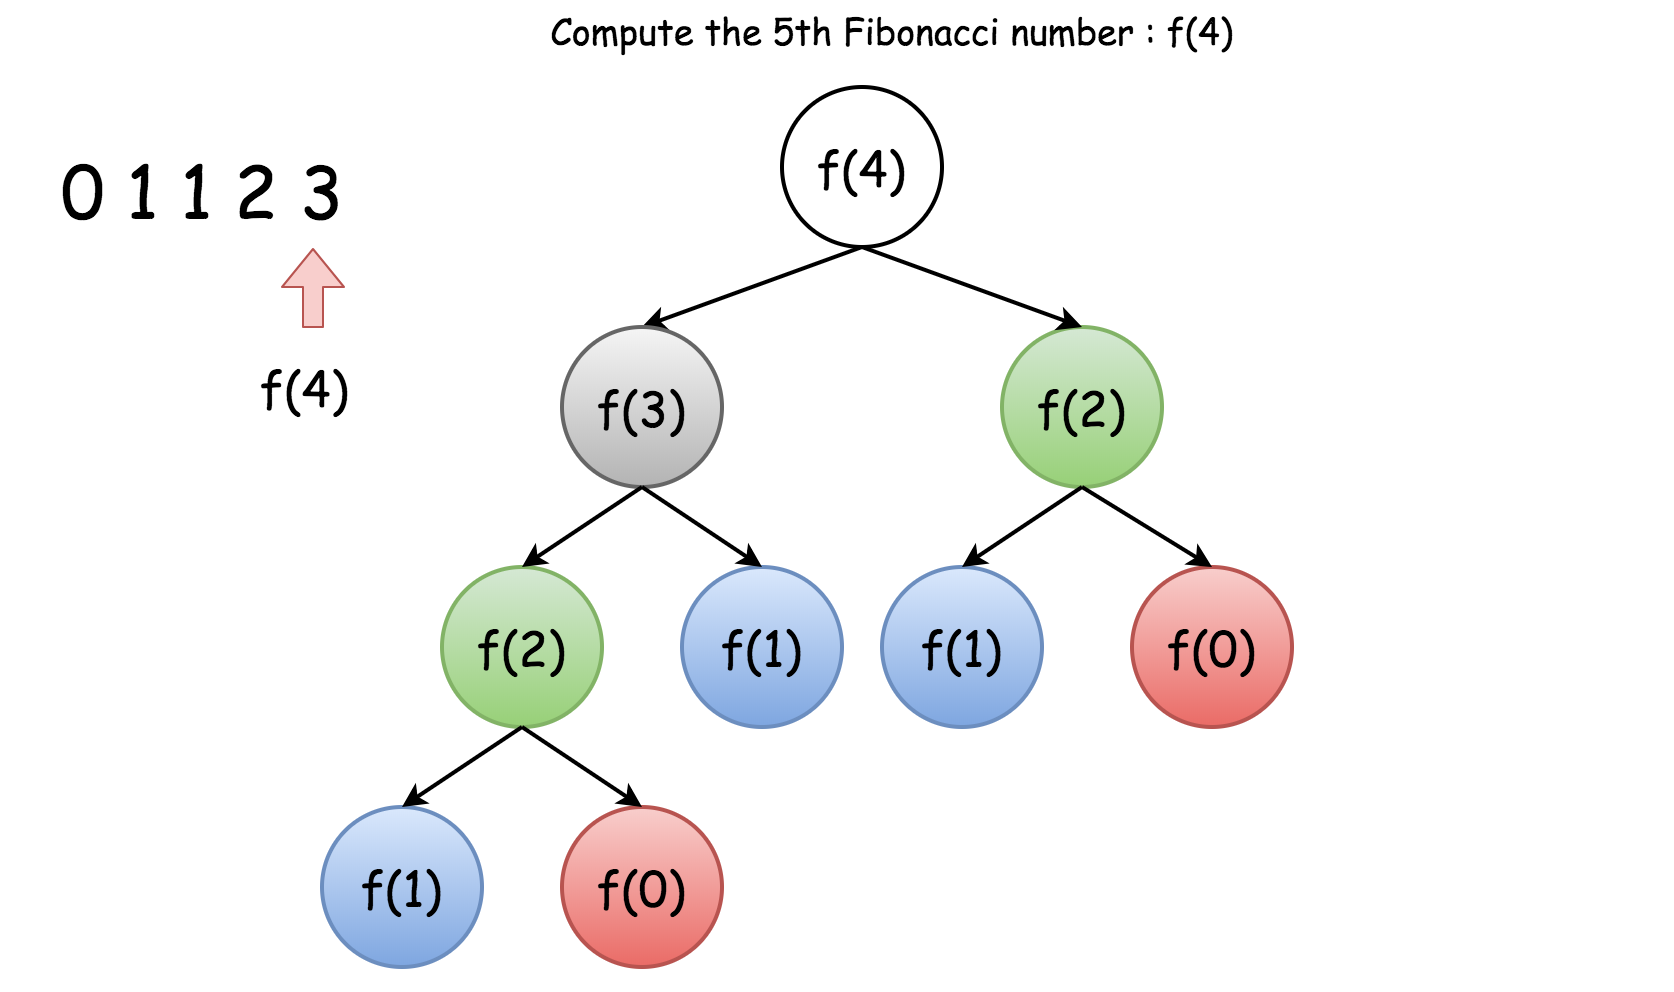 Compute the 5th Fibonacci number : f(4)
f(4)
0 1 1 2 3
f(4)
f(3)
f(2)
f(2)
f(1)
f(1)
f(0)
f(1)
f(0)